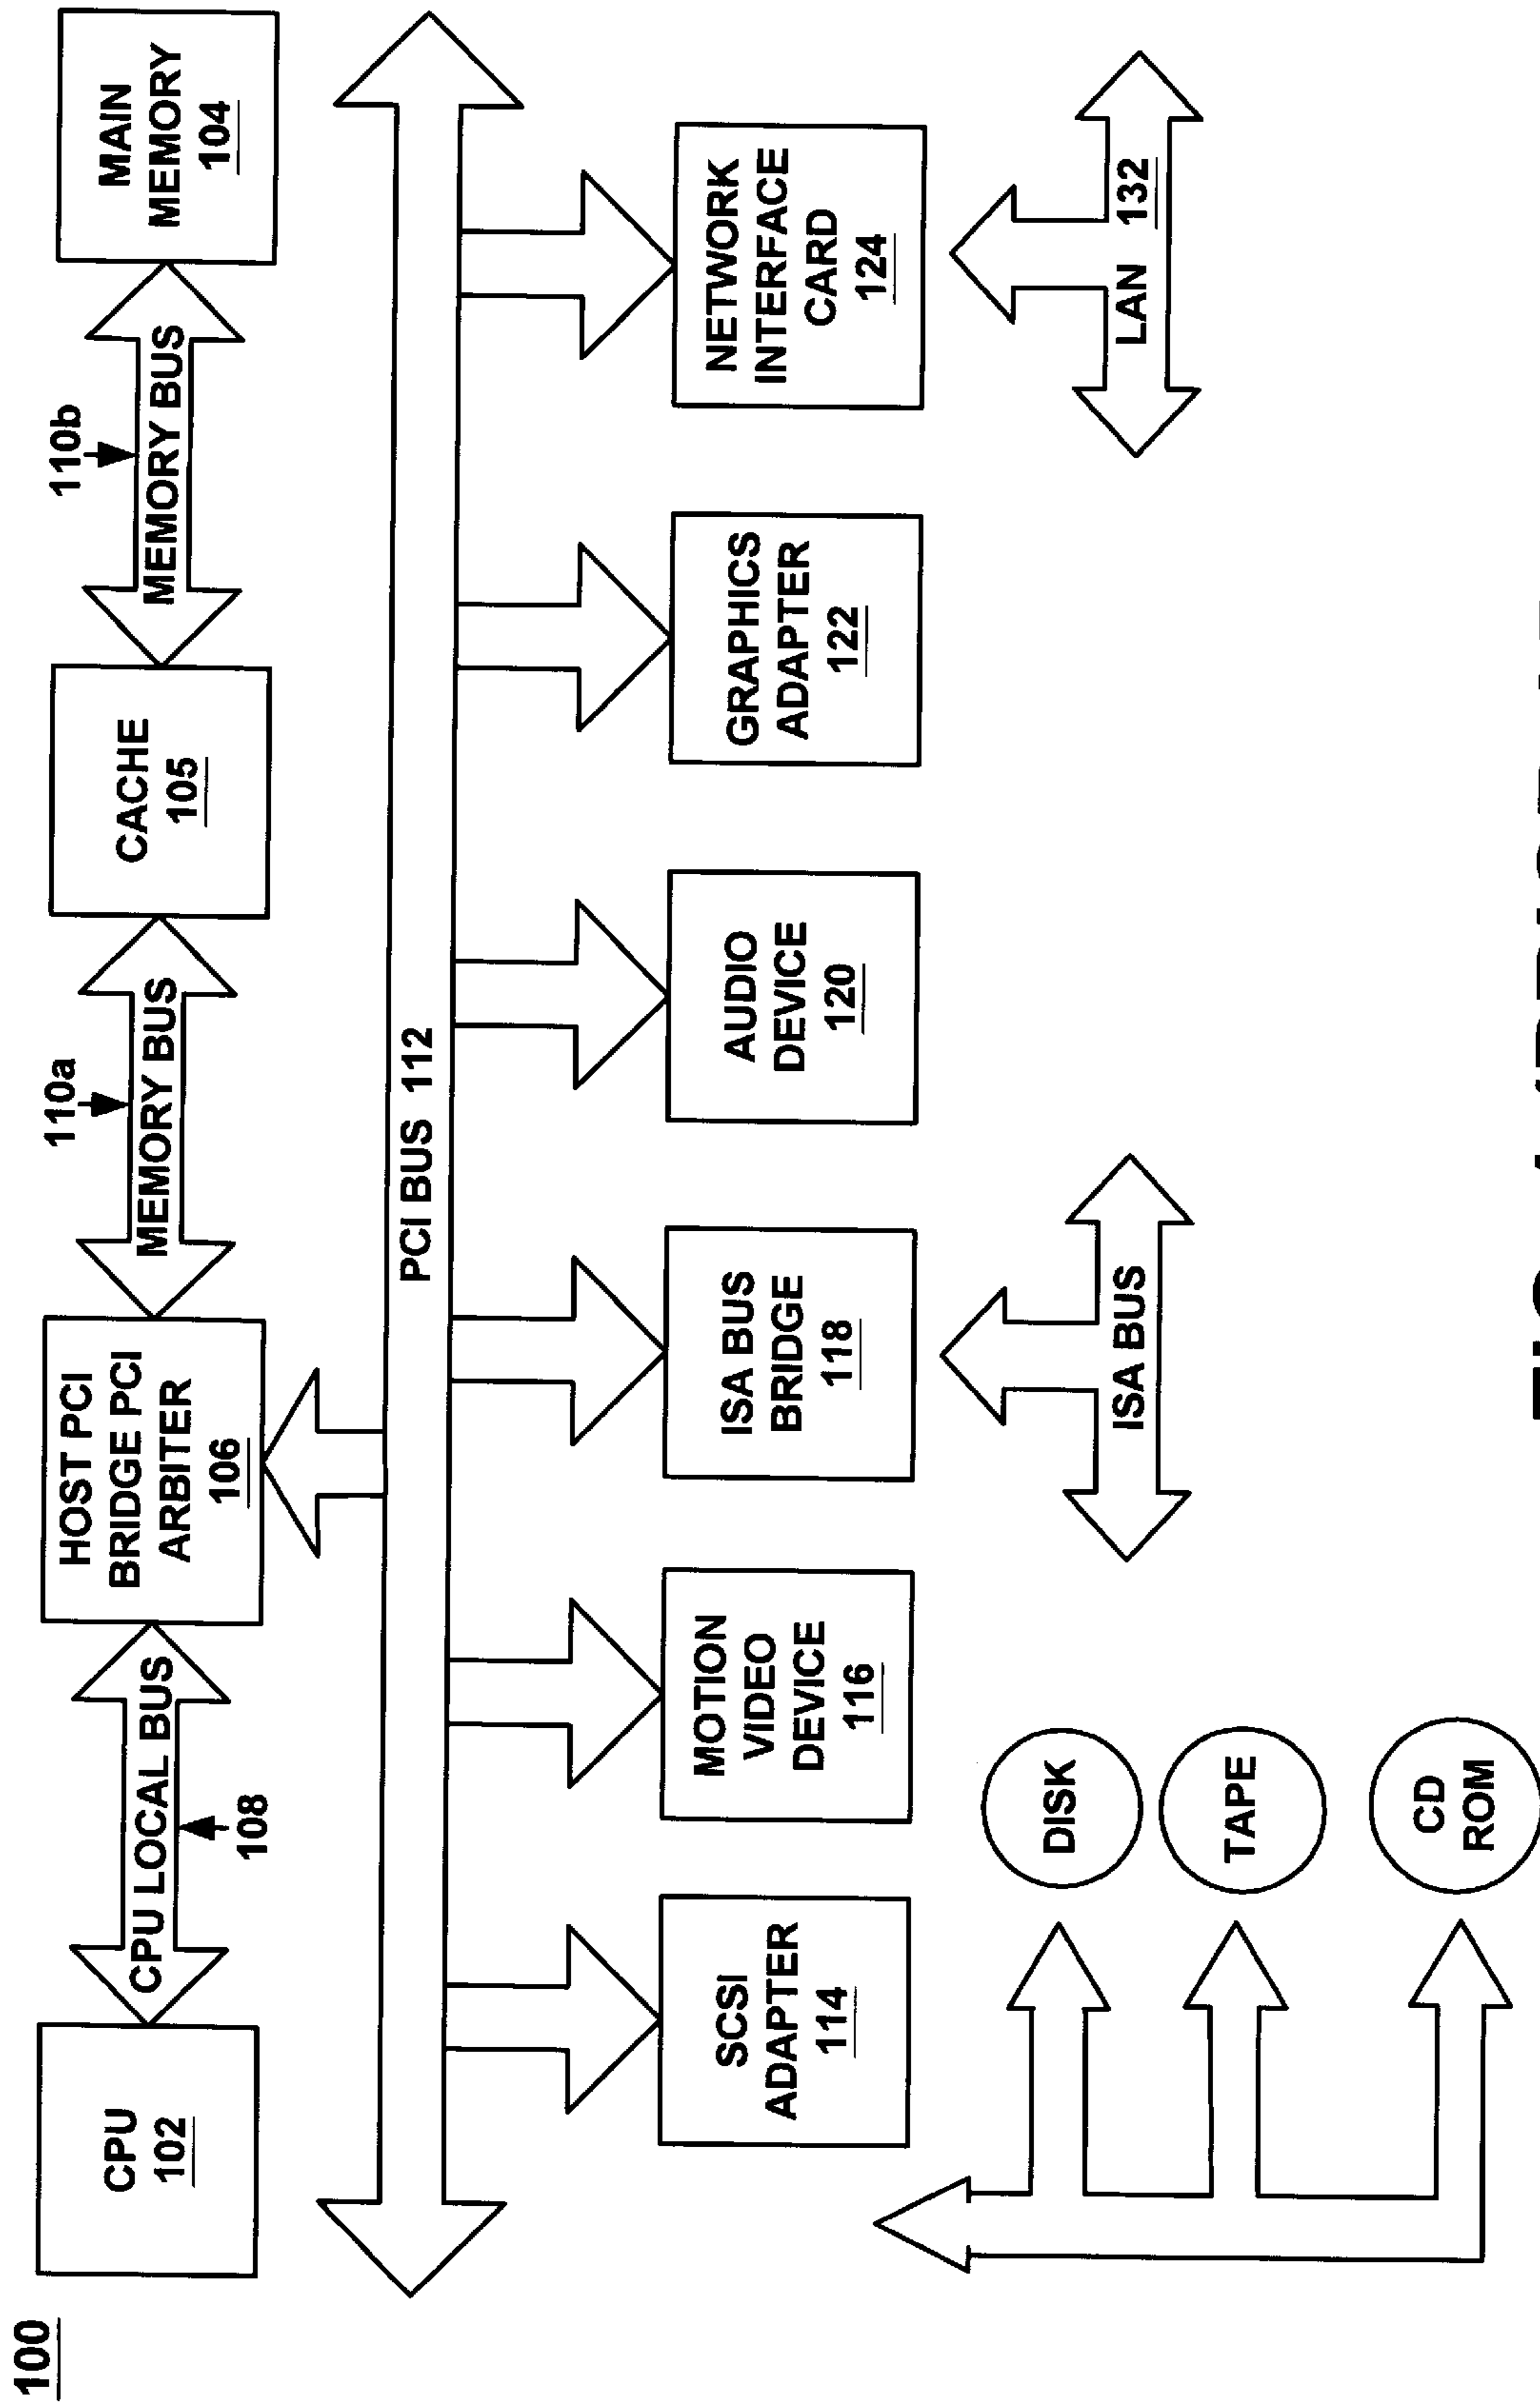 100
CPU
102
CPU LOCAL BUS
108
HOST PCI
BRIDGE PCI
ARBITER
106
110a
MEMORY BUS
CACHE
105
110b
MEMORY BUS
MAIN
MEMORY
104
PCI BUS 112
SCSI
ADAPTER
114
MOTION
VIDEO
DEVICE
116
ISA BUS
BRIDGE
118
AUDIO
DEVICE
120
GRAPHICS
ADAPTER
122
NETWORK
INTERFACE
CARD
124
DISK
TAPE
CD
ROM
ISA BUS
LAN 132